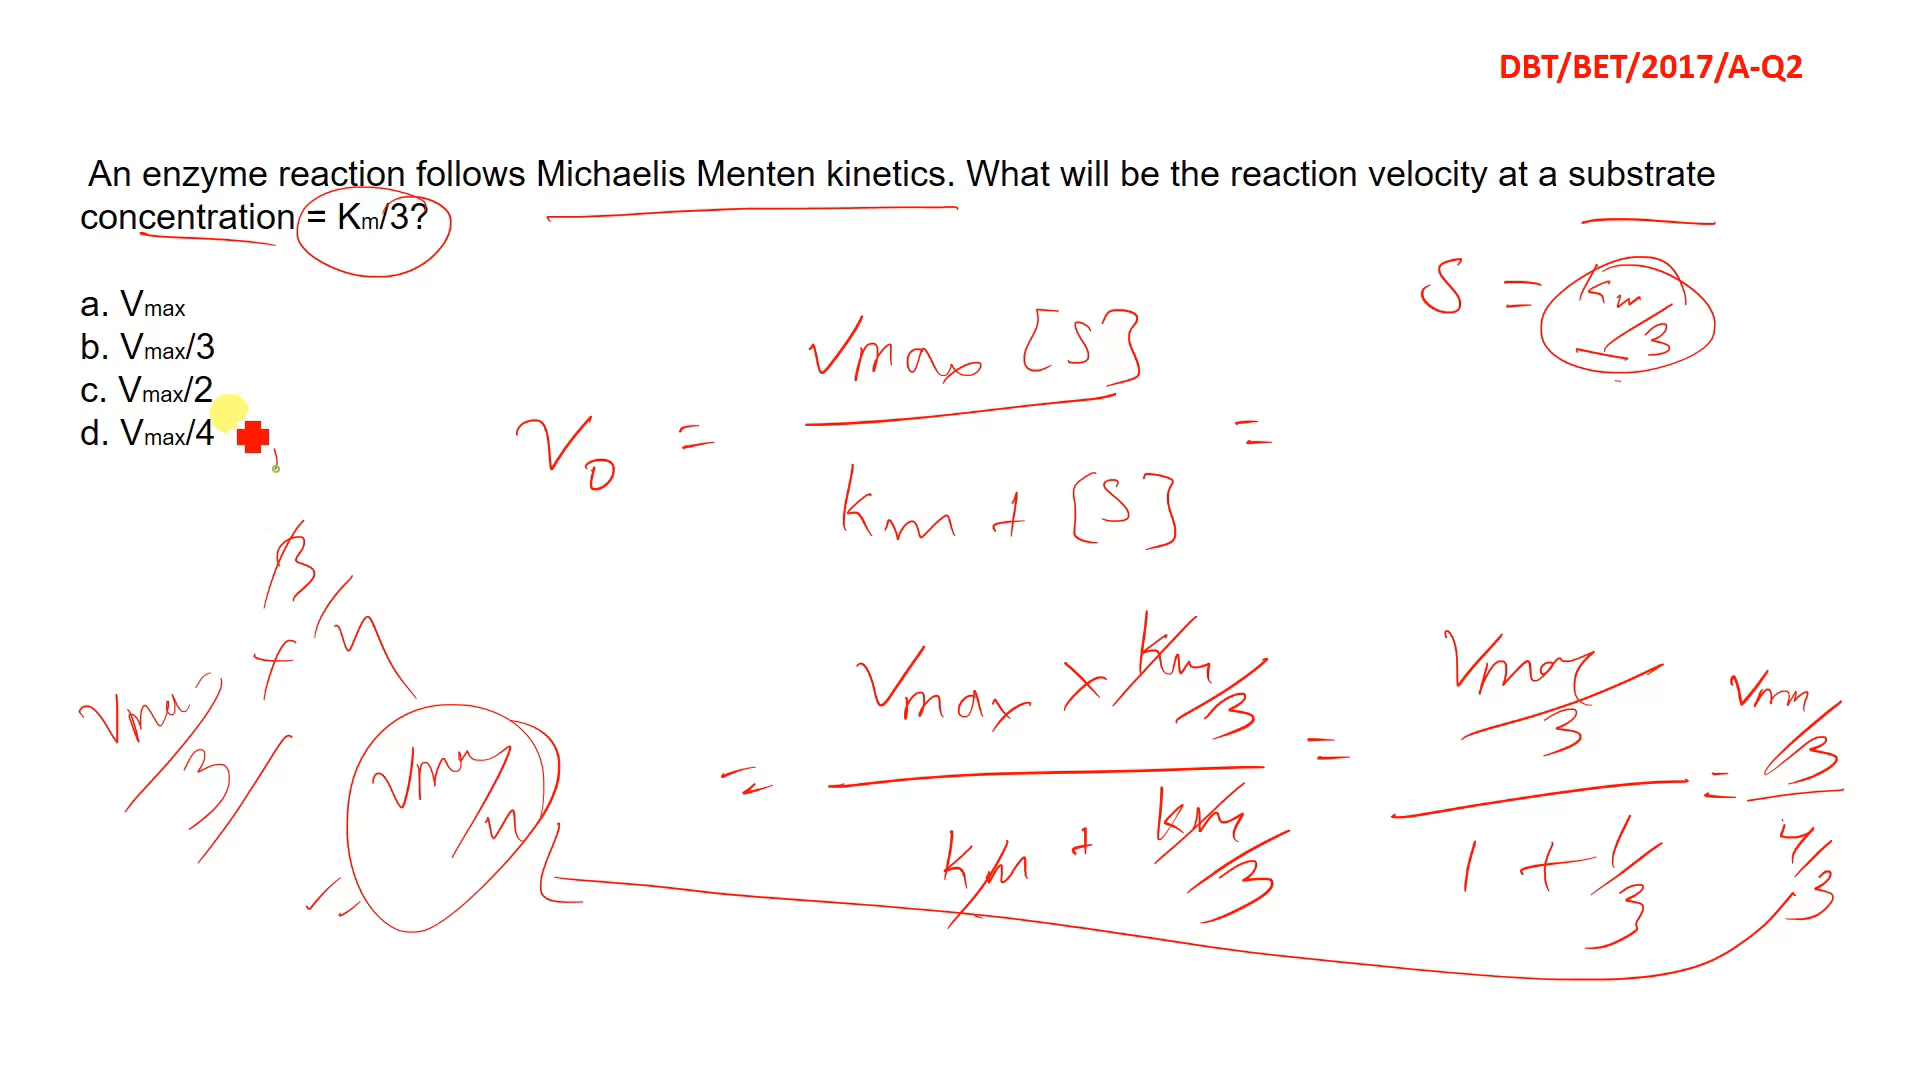 DBT/BET/2017/A-Q2
An enzyme reaction follows Michaelis Menten kinetics. What will be the reaction velocity at a substrate
concentration = Km/3?
a. Vmax
b. Vmax/3
c. Vmax/2
d. Vmax/4
S = Km/3
V0 = Vmax [S] / Km + [S] =
= Vmax × Km/3 / Km + Km/3 = Vmax/3 / 1 + 1/3 = Vmax/3 / 4/3
Vmax/3 × 3/4
= Vmax/4